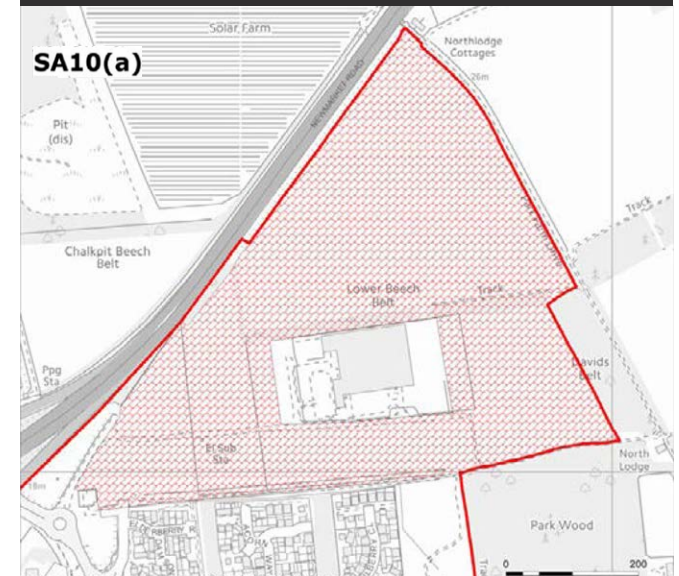 Solar Farm
SA10(a)
Northlodge
Cottages
26m
NEWMARKET ROAD
Pit
(dis)
Track
Chalkpit Beech
Belt
Lower Beech
Belt
Track
Davids
Belt
Ppg
Sta
El Sub
Sta
North
Lodge
18m
ELDERBERRY R
Park Wood
0
200